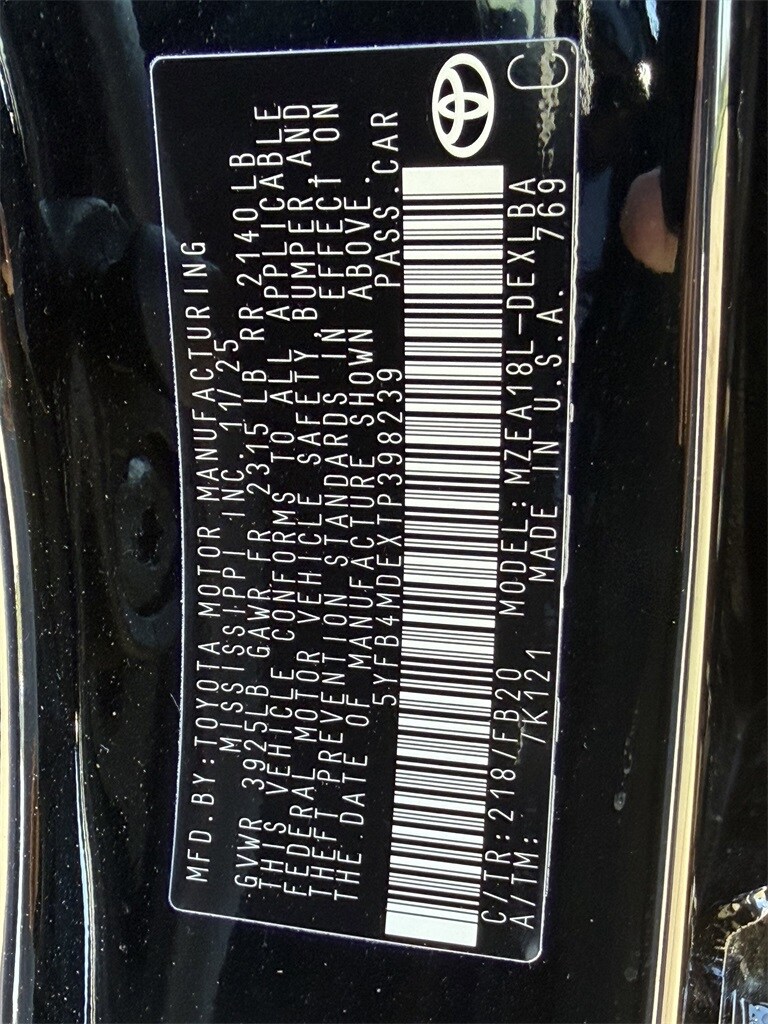 MFD.BY:TOYOTA MOTOR MANUFACTURING
MISSISSIPPI INC 11/25
GVWR 3925LB GAWR FR 2315 LB RR 2140LB
THIS VEHICLE CONFORMS TO ALL APPLICABLE
FEDERAL MOTOR VEHICLE SAFETY, BUMPER, AND
THEFT PREVENTION STANDARDS IN EFFECT ON
THE DATE OF MANUFACTURE SHOWN ABOVE.
5YFB4MDEXTP398239 PASS.CAR
C/TR:218/FB20 MODEL:MZEA18L-DEXLBA
A/TM: /K121 MADE IN U.S.A. 769
C